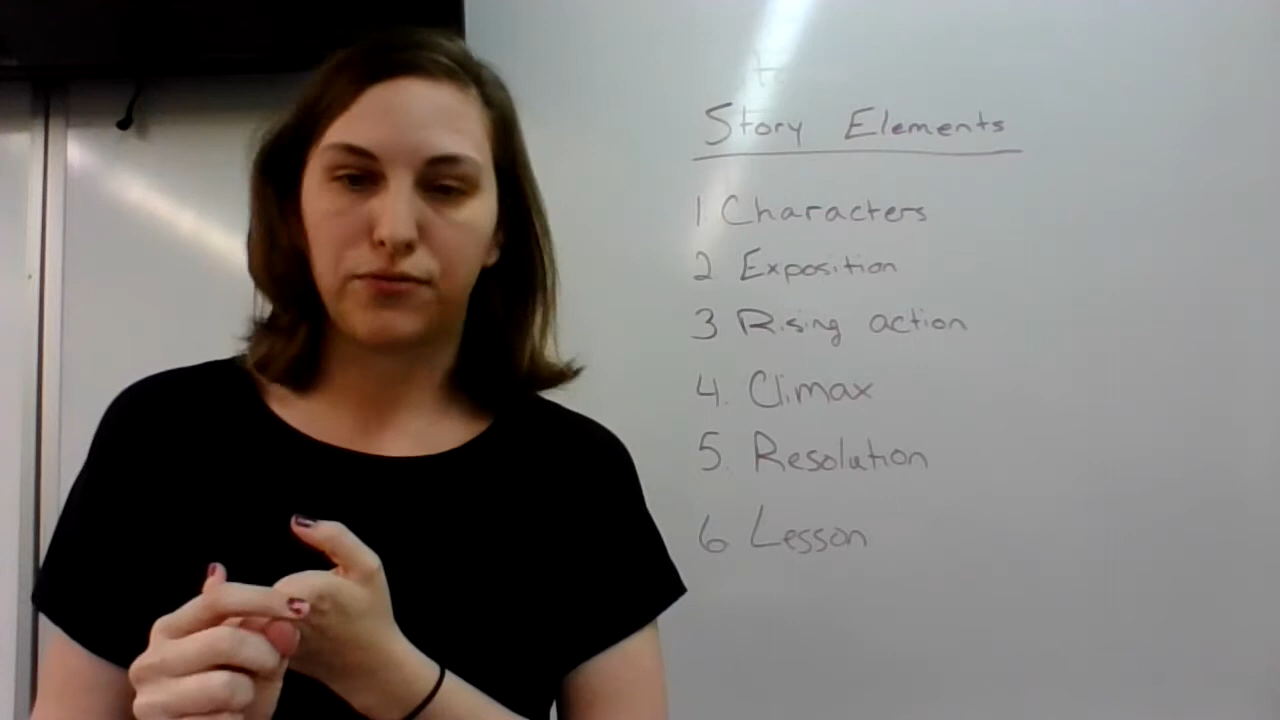 Story Elements
1 Characters
2 Exposition
3 Rising action
4. Climax
5. Resolution
6 Lesson